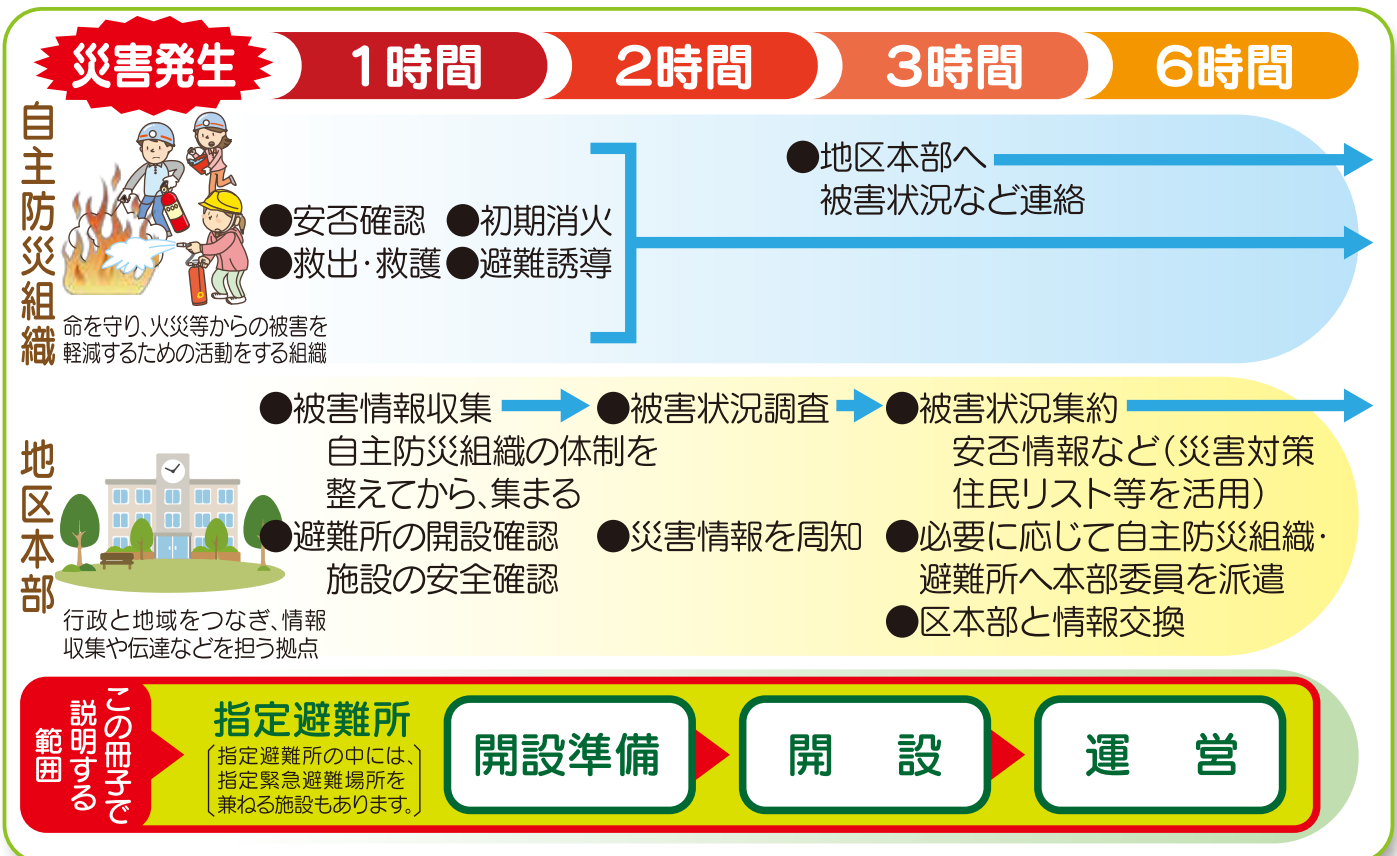 災害発生
1時間
2時間
3時間
6時間
自主防災組織
命を守り、火災等からの被害を
軽減するための活動をする組織
●安否確認 ●初期消火
●救出・救護 ●避難誘導
●地区本部へ
被害状況など連絡
地区本部
行政と地域をつなぎ、情報
収集や伝達などを担う拠点
●被害情報収集
自主防災組織の体制を
整えてから、集まる
●避難所の開設確認
施設の安全確認
●被害状況調査
●災害情報を周知
●被害状況集約
安否情報など(災害対策
住民リスト等を活用)
●必要に応じて自主防災組織・
避難所へ本部委員を派遣
●区本部と情報交換
この冊子で
説明する
範囲
指定避難所
指定避難所の中には、
指定緊急避難場所を
兼ねる施設もあります。
開設準備
開 設
運 営